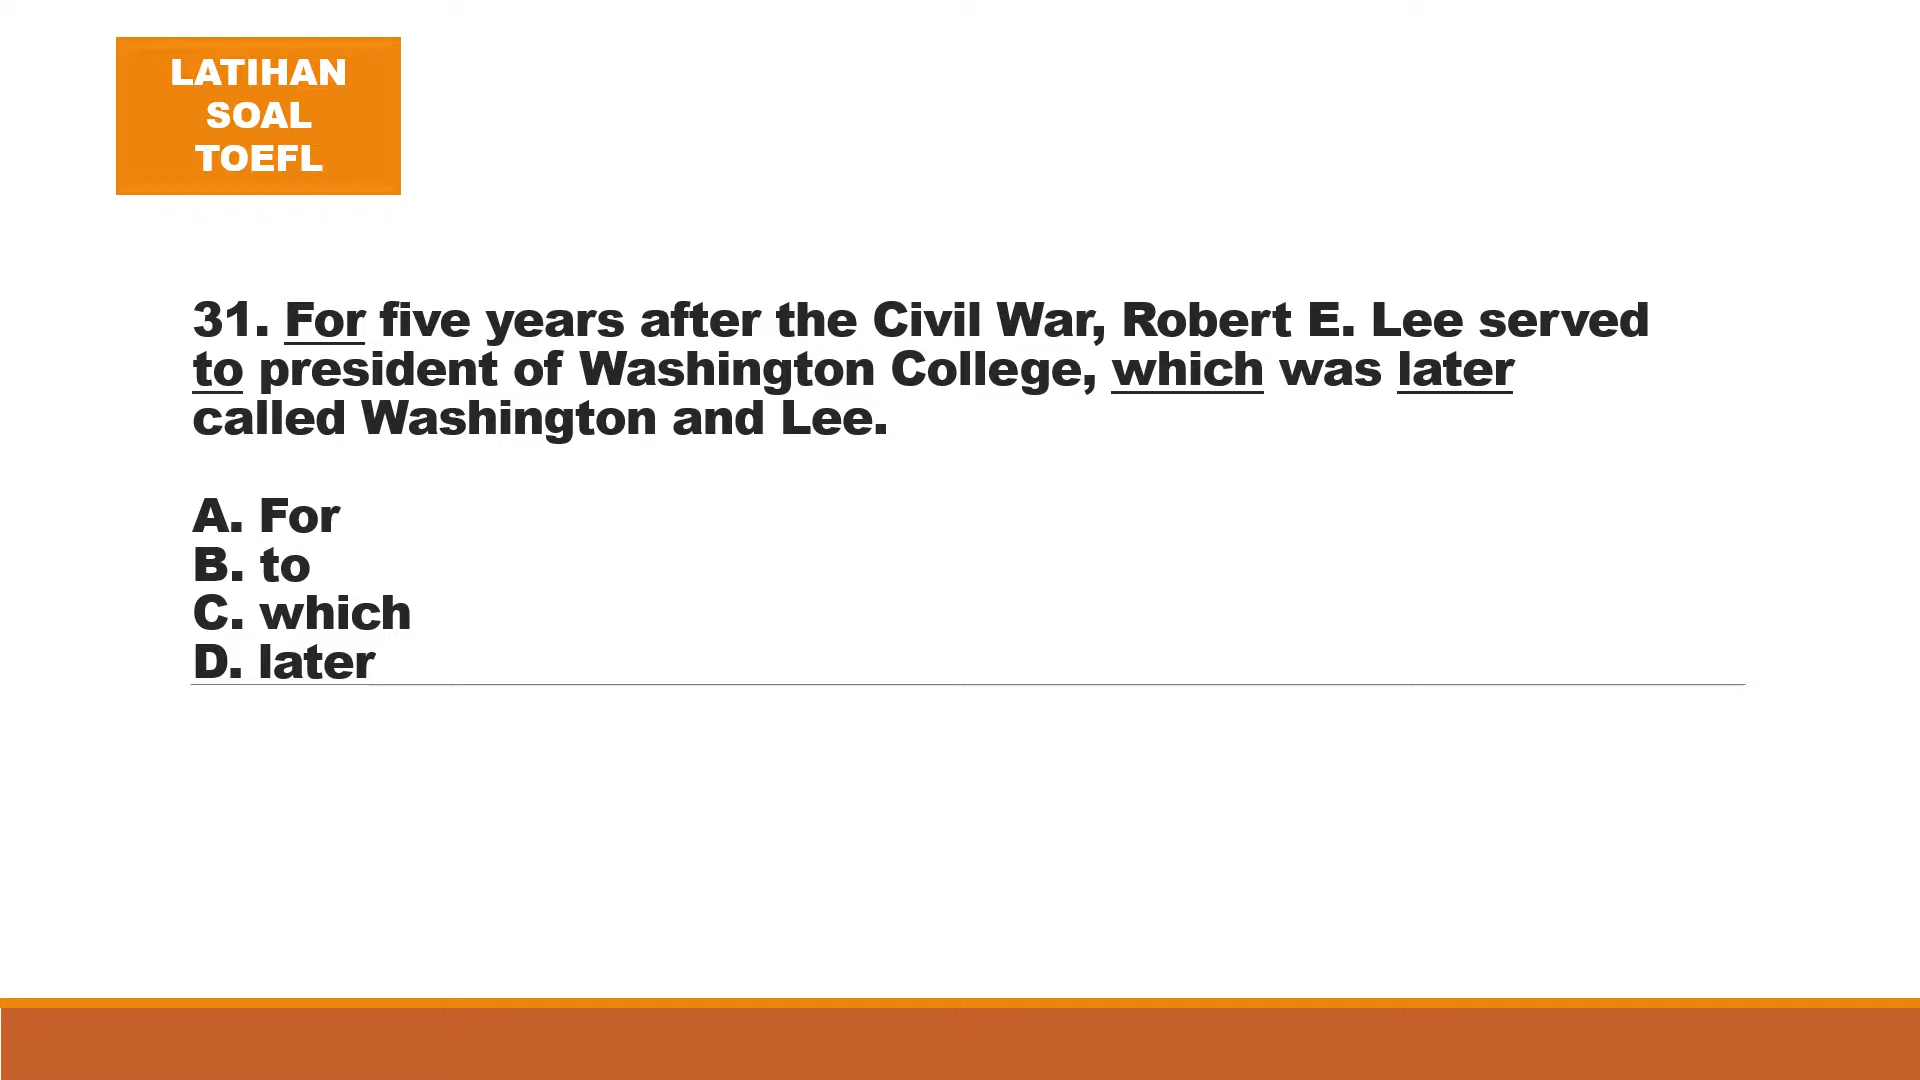 LATIHAN
SOAL
TOEFL
31. For five years after the Civil War, Robert E. Lee served
to president of Washington College, which was later
called Washington and Lee.
A. For
B. to
C. which
D. later